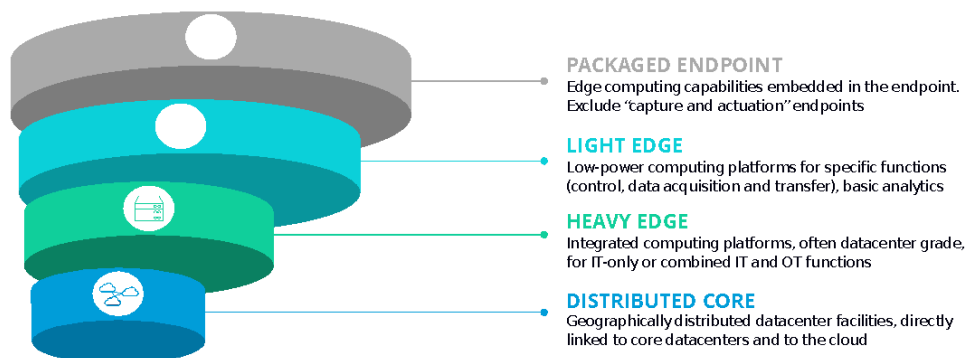 PACKAGED ENDPOINT
Edge computing capabilities embedded in the endpoint.
Exclude “capture and actuation” endpoints
LIGHT EDGE
Low-power computing platforms for specific functions
(control, data acquisition and transfer), basic analytics
HEAVY EDGE
Integrated computing platforms, often datacenter grade,
for IT-only or combined IT and OT functions
DISTRIBUTED CORE
Geographically distributed datacenter facilities, directly
linked to core datacenters and to the cloud